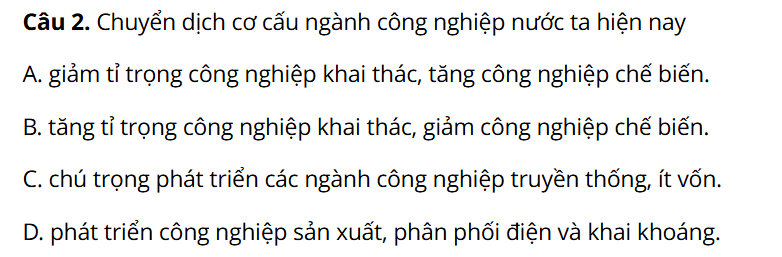 Câu 2. Chuyển dịch cơ cấu ngành công nghiệp nước ta hiện nay
A. giảm tỉ trọng công nghiệp khai thác, tăng công nghiệp chế biến.
B. tăng tỉ trọng công nghiệp khai thác, giảm công nghiệp chế biến.
C. chú trọng phát triển các ngành công nghiệp truyền thống, ít vốn.
D. phát triển công nghiệp sản xuất, phân phối điện và khai khoáng.